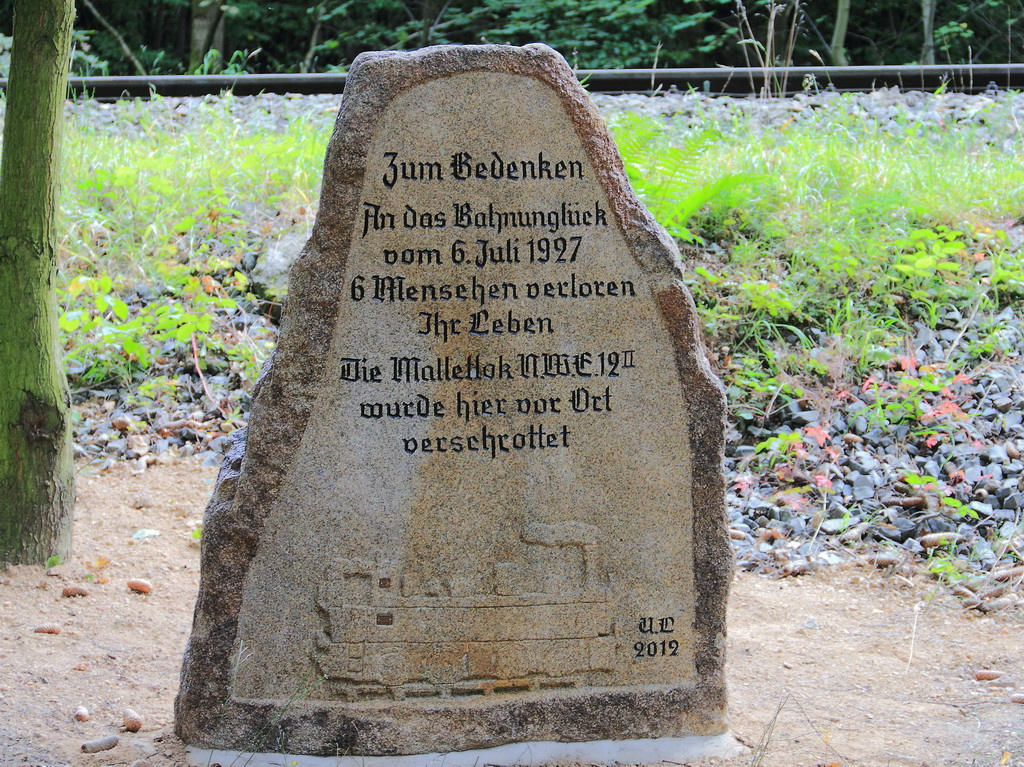 Zum Bedenken
An das Bahnunglück
vom 6. Juli 1927
6 Menschen verloren
Ihr Leben
Die Malletlok NWE 12II
wurde hier vor Ort
verschrottet
U.L
2012